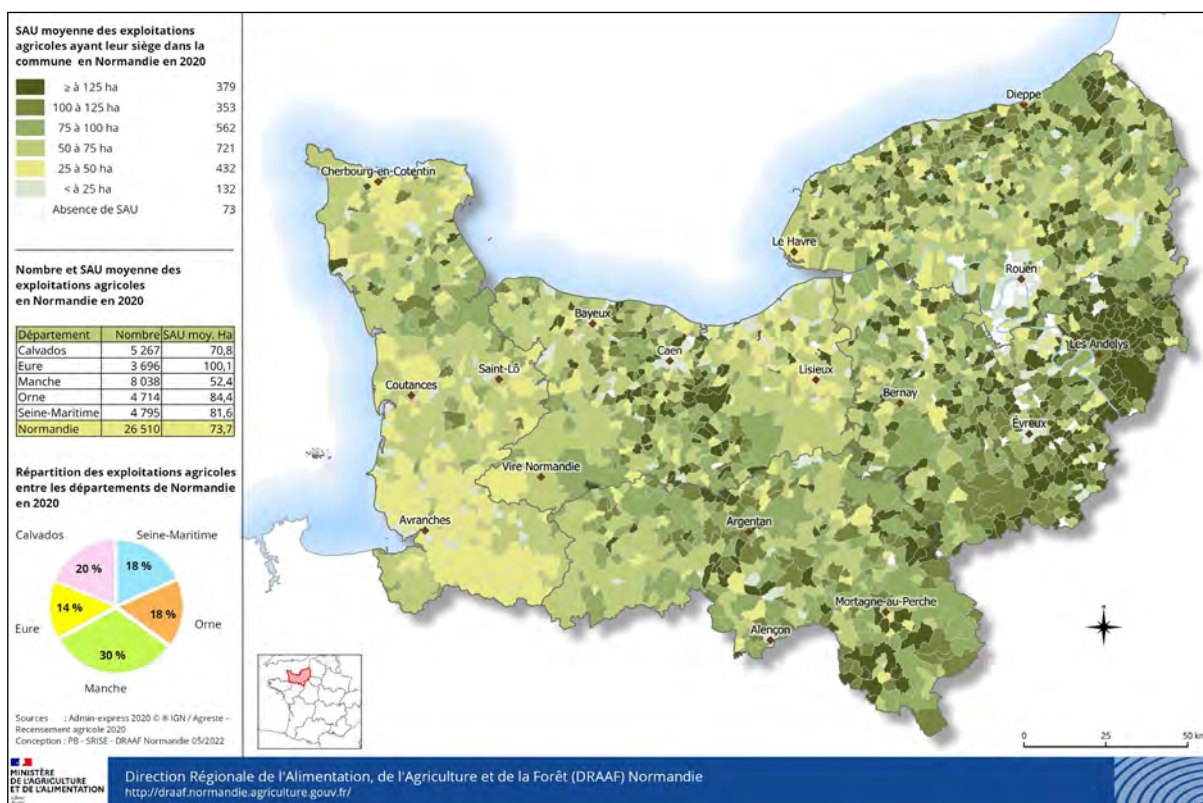 SAU moyenne des exploitations
agricoles ayant leur siège dans la
commune en Normandie en 2020
≥ à 125 ha 379
100 à 125 ha 353
75 à 100 ha 562
50 à 75 ha 721
25 à 50 ha 432
< à 25 ha 132
Absence de SAU 73
Nombre et SAU moyenne des
exploitations agricoles
en Normandie en 2020
Département Nombre SAU moy. Ha
Calvados 5 267 70,8
Eure 3 696 100,1
Manche 8 038 52,4
Orne 4 714 84,4
Seine-Maritime 4 795 81,6
Normandie 26 510 73,7
Répartition des exploitations agricoles
entre les départements de Normandie
en 2020
Calvados
Seine-Maritime
20 %
18 %
14 %
18 %
Eure
Orne
30 %
Manche
Sources : Admin-express 2020 © ® IGN / Agreste -
Recensement agricole 2020
Conception : PB - SRISE - DRAAF Normandie 05/2022
Dieppe
Cherbourg-en-Cotentin
Le Havre
Rouen
Bayeux
Caen
Les Andelys
Saint-Lô
Lisieux
Coutances
Bernay
Évreux
Vire Normandie
Avranches
Argentan
Mortagne-au-Perche
Alençon
0 25 50 km
MINISTÈRE
DE L'AGRICULTURE
ET DE L'ALIMENTATION
Direction Régionale de l'Alimentation, de l'Agriculture et de la Forêt (DRAAF) Normandie
http://draaf.normandie.agriculture.gouv.fr/